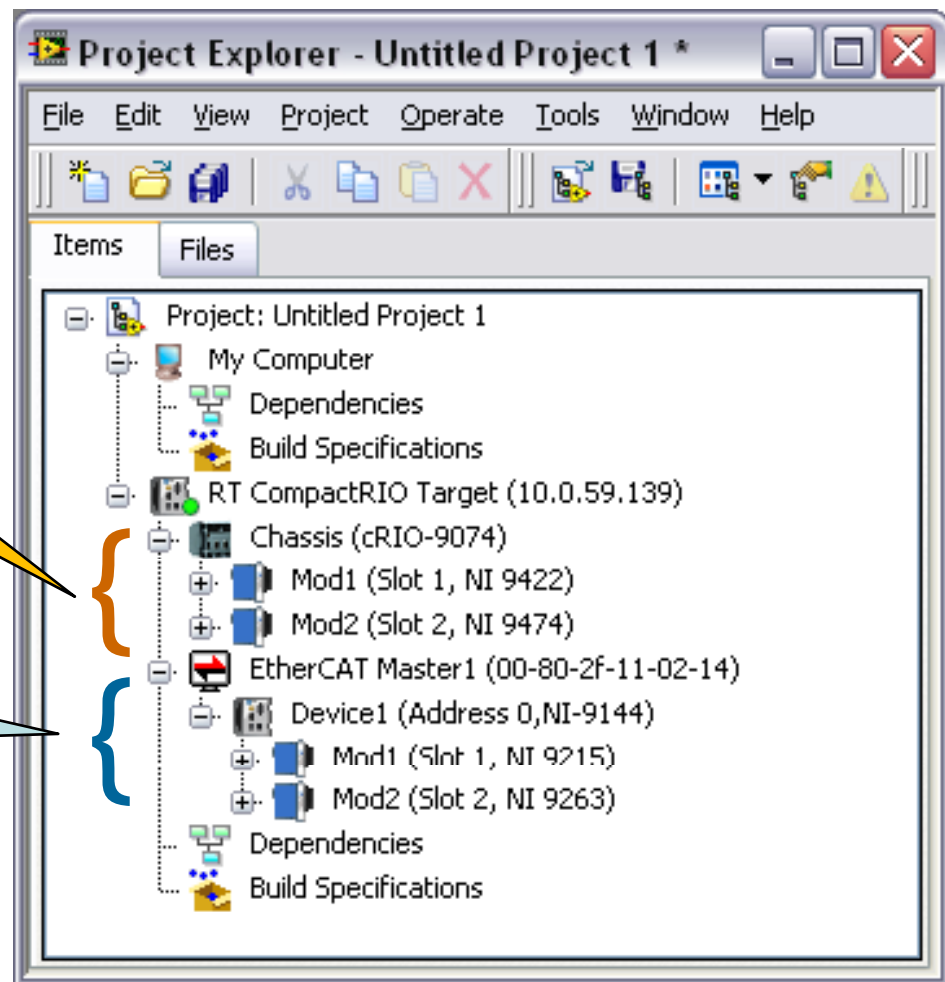 Project Explorer - Untitled Project 1 *
File Edit View Project Operate Tools Window Help
Items Files
Project: Untitled Project 1
My Computer
Dependencies
Build Specifications
RT CompactRIO Target (10.0.59.139)
Chassis (cRIO-9074)
Mod1 (Slot 1, NI 9422)
Mod2 (Slot 2, NI 9474)
EtherCAT Master1 (00-80-2f-11-02-14)
Device1 (Address 0,NI-9144)
Mod1 (Slot 1, NI 9215)
Mod2 (Slot 2, NI 9263)
Dependencies
Build Specifications